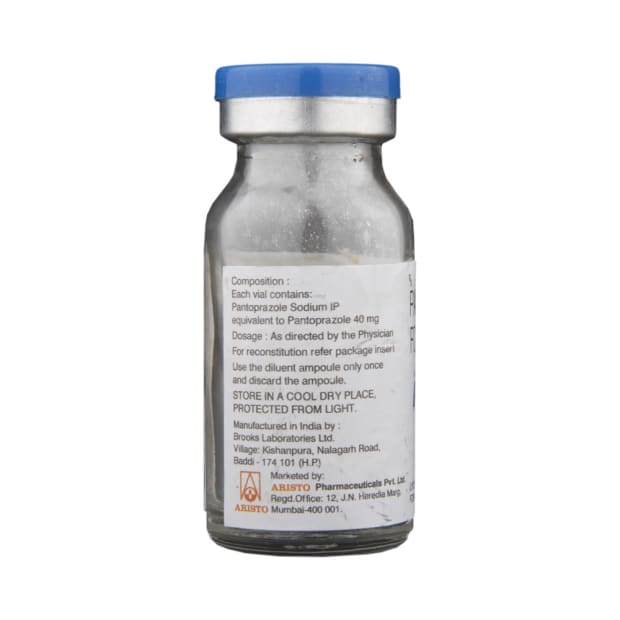 Composition :
Each vial contains:
Pantoprazole Sodium IP
equivalent to Pantoprazole 40 mg
Dosage : As directed by the Physician
For reconstitution refer package insert
Use the diluent ampoule only once
and discard the ampoule.
STORE IN A COOL DRY PLACE,
PROTECTED FROM LIGHT.
Manufactured in India by :
Brooks Laboratories Ltd.
Village: Kishanpura, Nalagarh Road,
Baddi - 174 101 (H.P.)
Marketed by:
ARISTO Pharmaceuticals Pvt. Ltd.
Regd.Office: 12, J.N. Heredia Marg,
Mumbai-400 001.
ARISTO